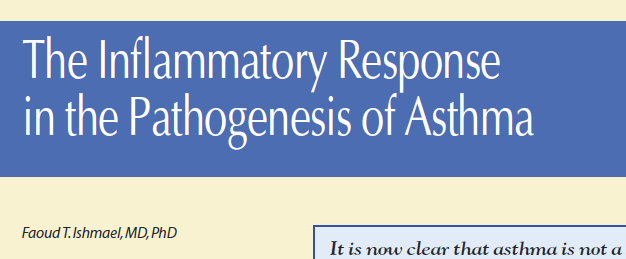 The Inflammatory Response
in the Pathogenesis of Asthma
Faoud T. Ishmael, MD, PhD
It is now clear that asthma is not a